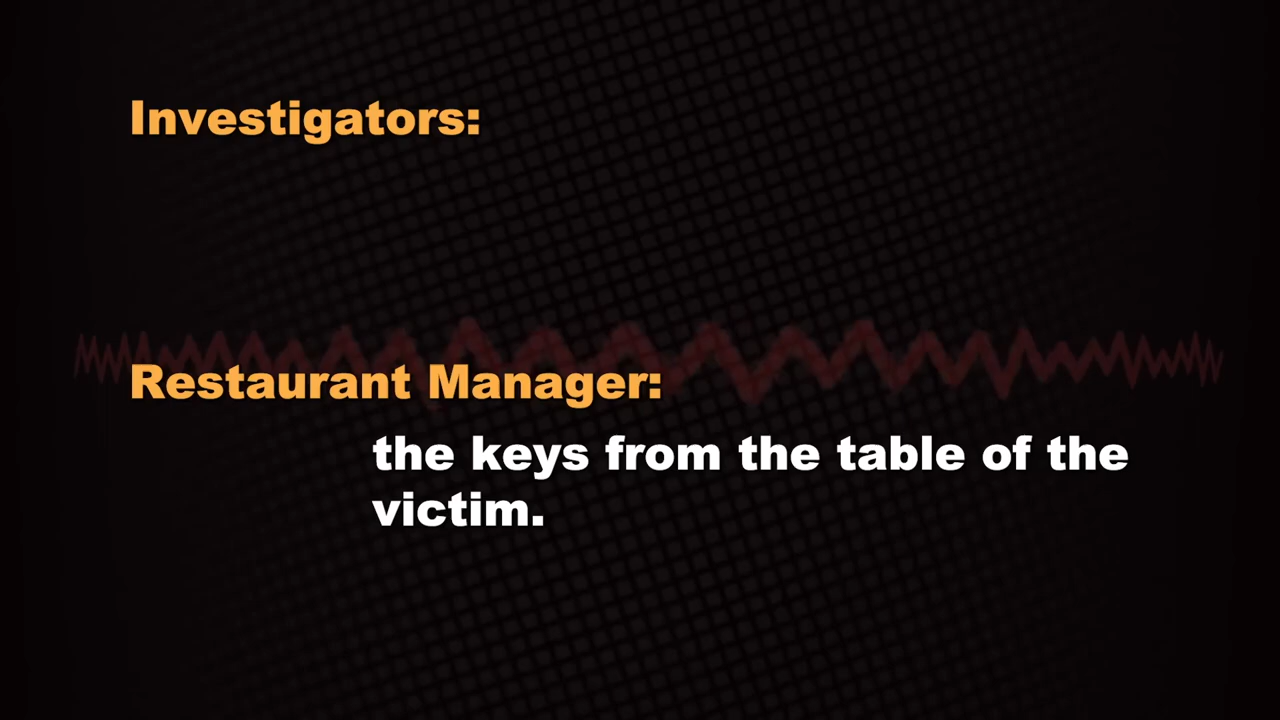 Investigators:
Restaurant Manager:
the keys from the table of the
victim.